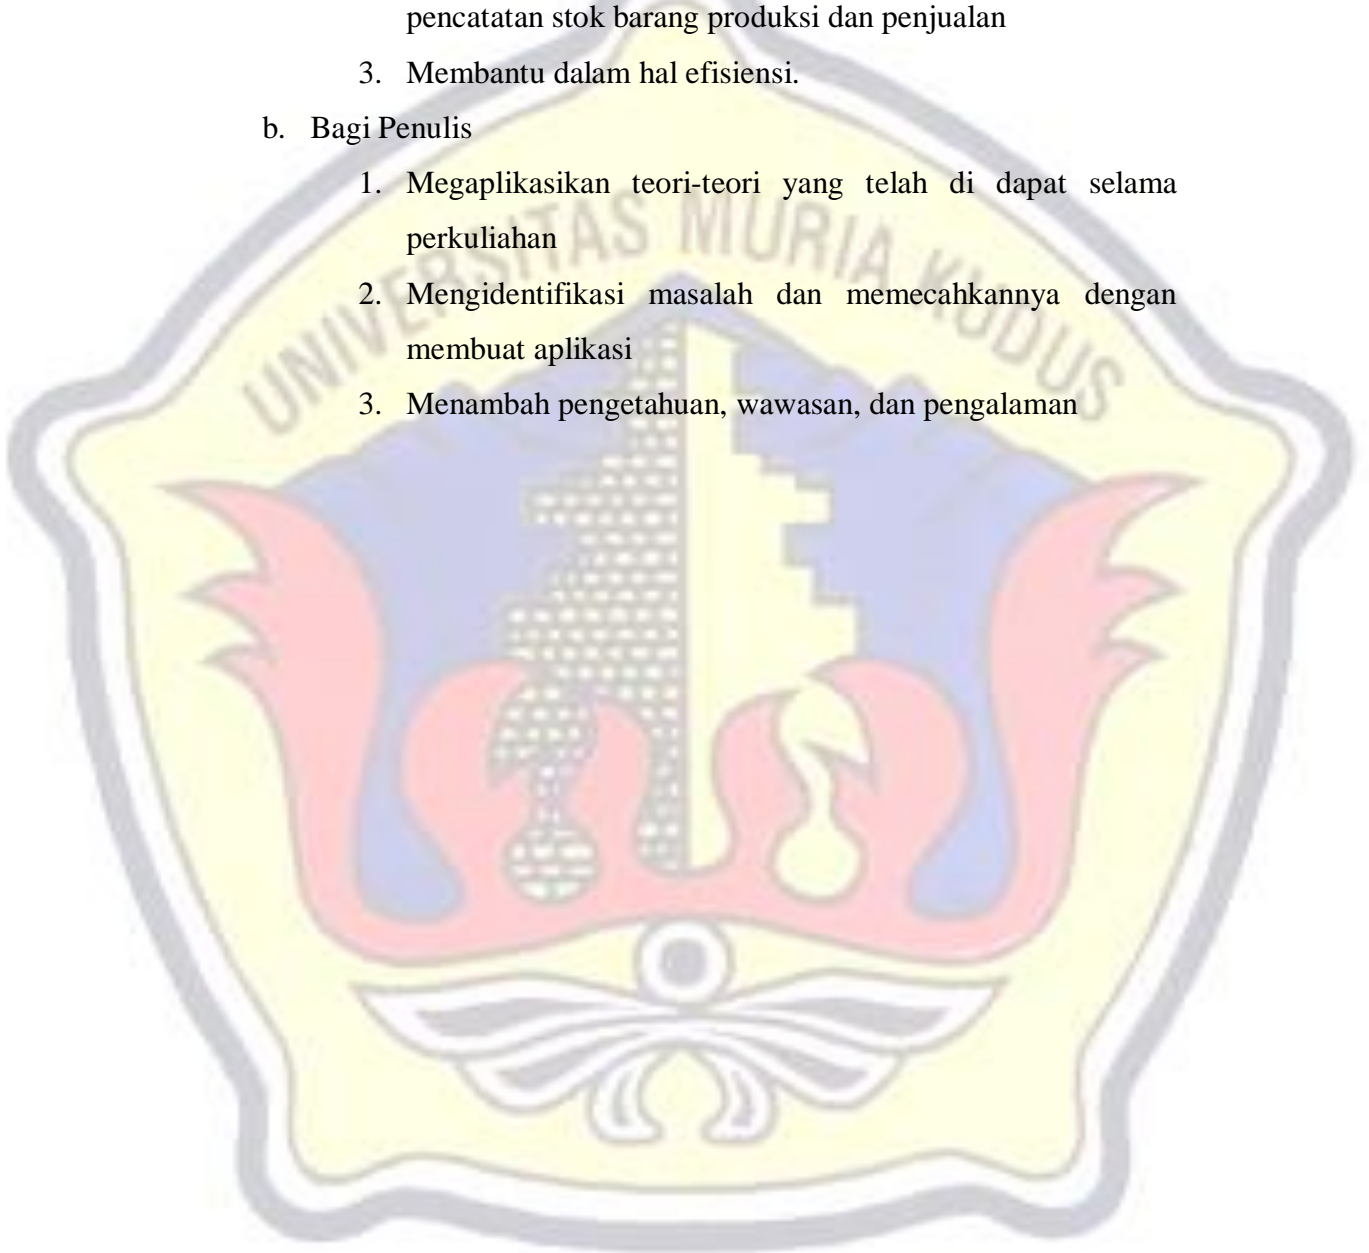 pencatatan stok barang produksi dan penjualan
3. Membantu dalam hal efisiensi.
b. Bagi Penulis
1. Megaplikasikan teori-teori yang telah di dapat selama
perkuliahan
2. Mengidentifikasi masalah dan memecahkannya dengan
membuat aplikasi
3. Menambah pengetahuan, wawasan, dan pengalaman
UNIVERSITAS MURIA KUDUS